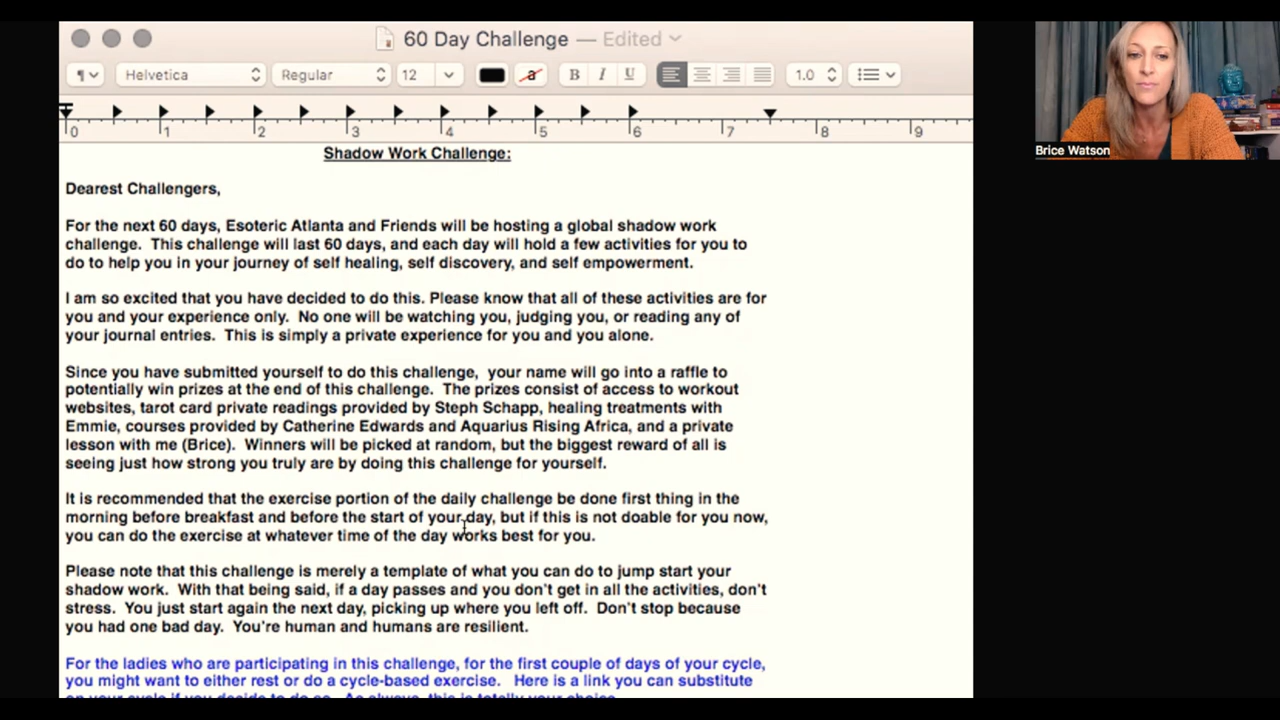 60 Day Challenge — Edited
Helvetica Regular 12 a B I U 1.0
0 1 2 3 4 5 6 7 8 9
Brice Watson
Shadow Work Challenge:
Dearest Challengers,
For the next 60 days, Esoteric Atlanta and Friends will be hosting a global shadow work
challenge. This challenge will last 60 days, and each day will hold a few activities for you to
do to help you in your journey of self healing, self discovery, and self empowerment.
I am so excited that you have decided to do this. Please know that all of these activities are for
you and your experience only. No one will be watching you, judging you, or reading any of
your journal entries. This is simply a private experience for you and you alone.
Since you have submitted yourself to do this challenge, your name will go into a raffle to
potentially win prizes at the end of this challenge. The prizes consist of access to workout
websites, tarot card private readings provided by Steph Schapp, healing treatments with
Emmie, courses provided by Catherine Edwards and Aquarius Rising Africa, and a private
lesson with me (Brice). Winners will be picked at random, but the biggest reward of all is
seeing just how strong you truly are by doing this challenge for yourself.
It is recommended that the exercise portion of the daily challenge be done first thing in the
morning before breakfast and before the start of your day, but if this is not doable for you now,
you can do the exercise at whatever time of the day works best for you.
Please note that this challenge is merely a template of what you can do to jump start your
shadow work. With that being said, if a day passes and you don't get in all the activities, don't
stress. You just start again the next day, picking up where you left off. Don't stop because
you had one bad day. You're human and humans are resilient.
For the ladies who are participating in this challenge, for the first couple of days of your cycle,
you might want to either rest or do a cycle-based exercise. Here is a link you can substitute
on your cycle if you decide to do so. As always, this is totally your choice.